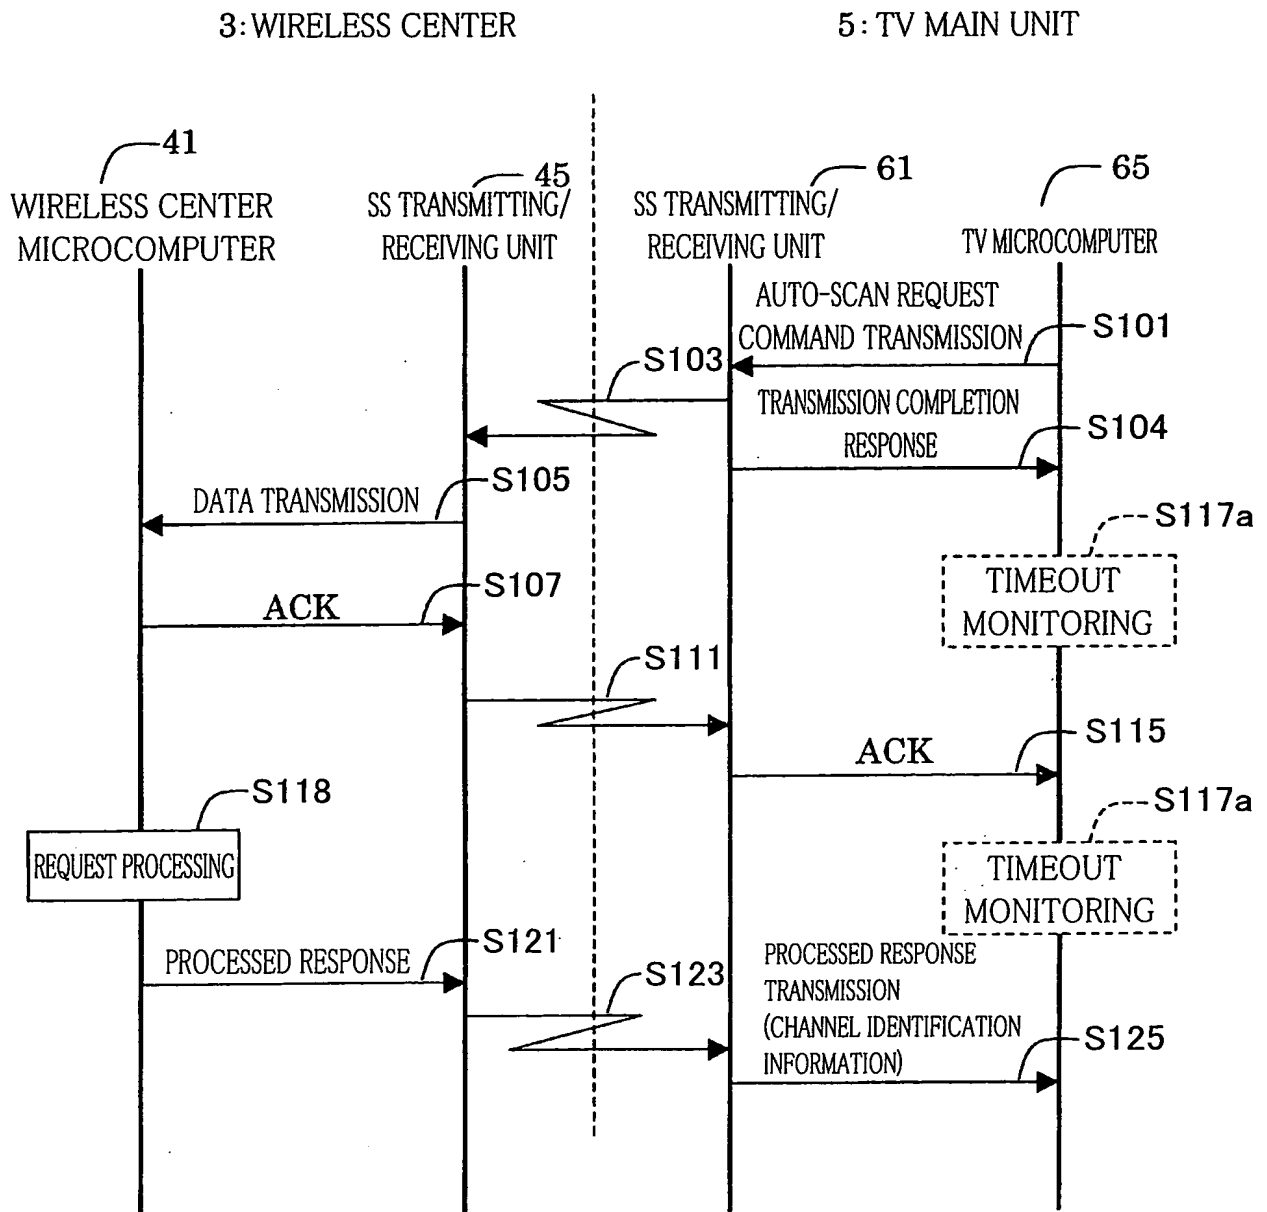 3: WIRELESS CENTER
5: TV MAIN UNIT
41
WIRELESS CENTER
MICROCOMPUTER
45
SS TRANSMITTING/
RECEIVING UNIT
61
SS TRANSMITTING/
RECEIVING UNIT
65
TV MICROCOMPUTER
AUTO-SCAN REQUEST
COMMAND TRANSMISSION
S101
S103
TRANSMISSION COMPLETION
RESPONSE
S104
DATA TRANSMISSION
S105
S117a
TIMEOUT
MONITORING
ACK
S107
S111
ACK
S115
S118
REQUEST PROCESSING
S117a
TIMEOUT
MONITORING
PROCESSED RESPONSE
S121
S123
PROCESSED RESPONSE
TRANSMISSION
(CHANNEL IDENTIFICATION
INFORMATION)
S125